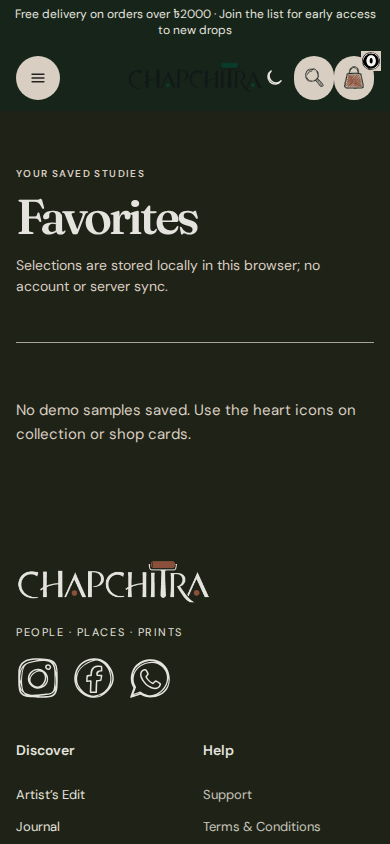 Free delivery on orders over ৳2000 · Join the list for early access
to new drops
CHAPCHITRA
0
YOUR SAVED STUDIES
Favorites
Selections are stored locally in this browser; no
account or server sync.
No demo samples saved. Use the heart icons on
collection or shop cards.
CHAPCHITRA
PEOPLE · PLACES · PRINTS
Discover
Help
Artist's Edit
Support
Journal
Terms & Conditions